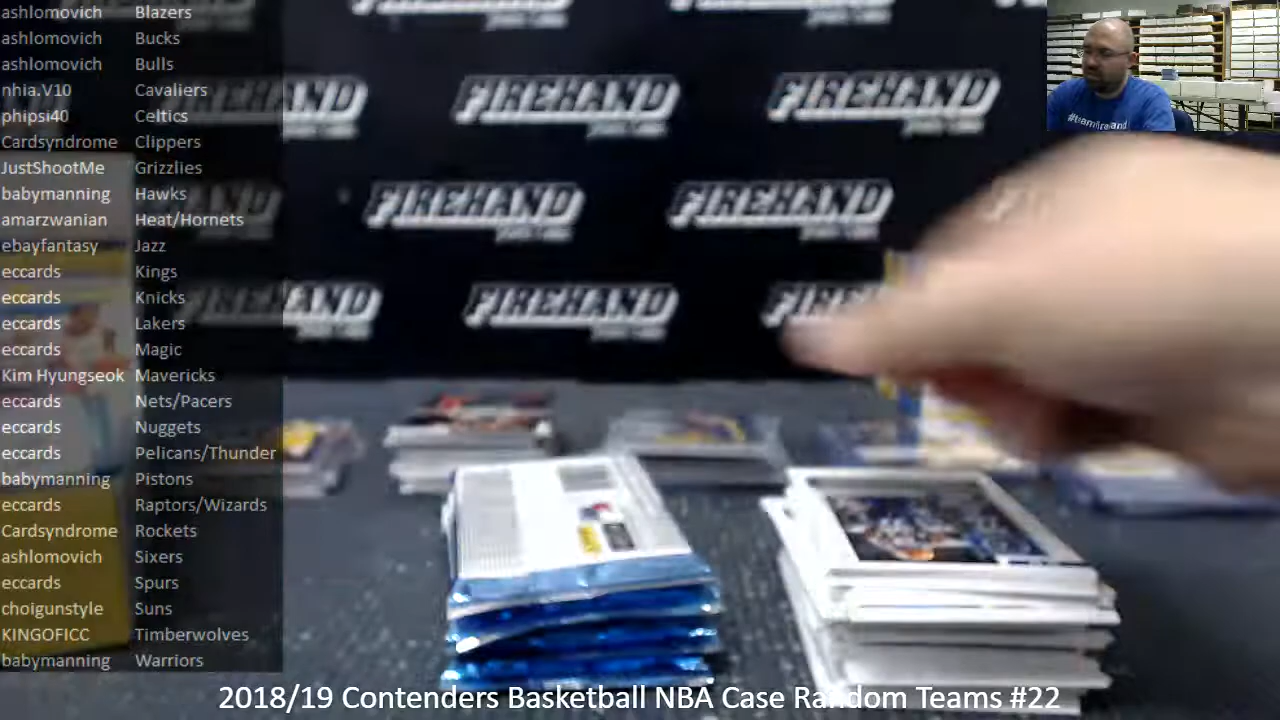 ashlomovich Blazers
ashlomovich Bucks
ashlomovich Bulls
nhia.V10 Cavaliers
phipsi40 Celtics
Cardsyndrome Clippers
JustShootMe Grizzlies
babymanning Hawks
amarzwanian Heat/Hornets
ebayfantasy Jazz
eccards Kings
eccards Knicks
eccards Lakers
eccards Magic
Kim Hyungseok Mavericks
eccards Nets/Pacers
eccards Nuggets
eccards Pelicans/Thunder
babymanning Pistons
eccards Raptors/Wizards
Cardsyndrome Rockets
ashlomovich Sixers
eccards Spurs
choigunstyle Suns
KINGOFICC Timberwolves
babymanning Warriors
FIREHAND FIREHAND FIREHAND
FIREHAND FIREHAND
FIREHAND FIREHAND
2018/19 Contenders Basketball NBA Case Random Teams #22